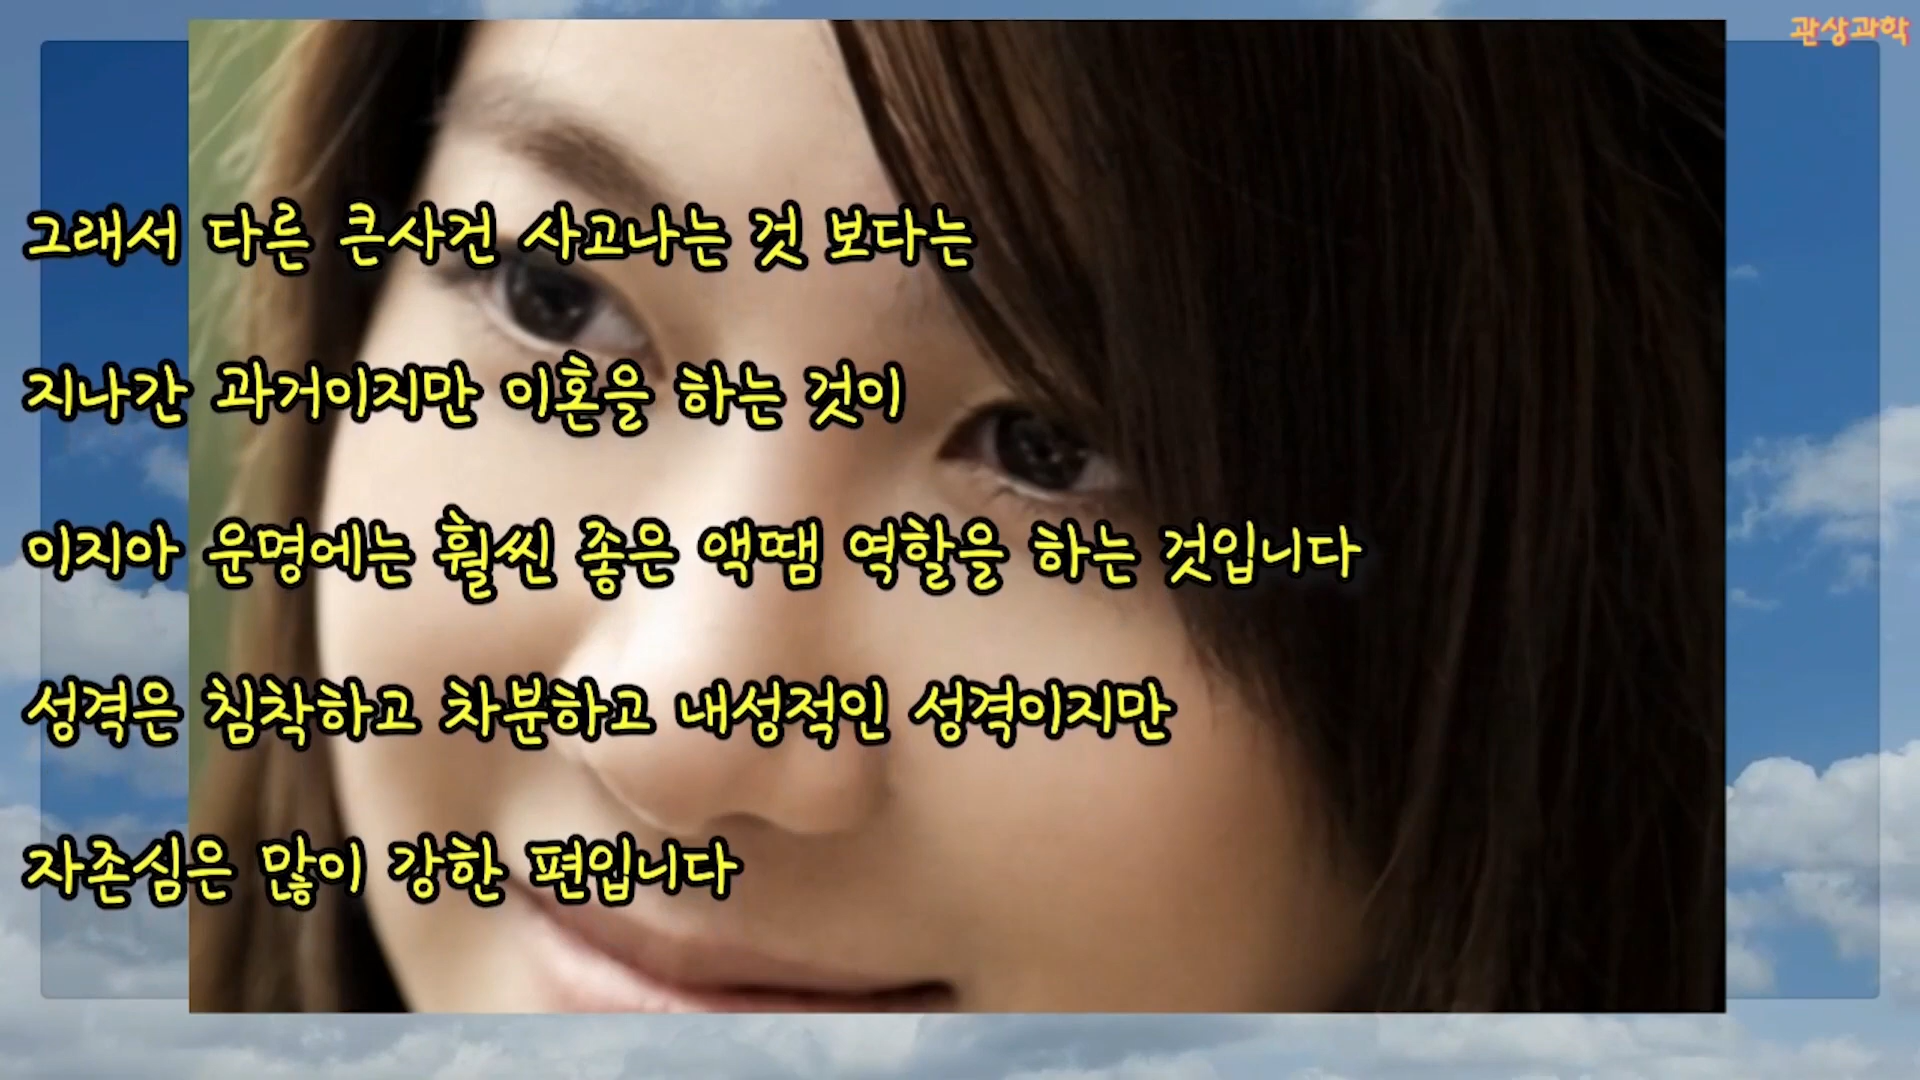 관상과학
그래서 다른 큰사건 사고나는 것 보다는
지나간 과거이지만 이혼을 하는 것이
이지아 운명에는 훨씬 좋은 액땜 역할을 하는 것입니다
성격은 침착하고 차분하고 내성적인 성격이지만
자존심은 많이 강한 편입니다